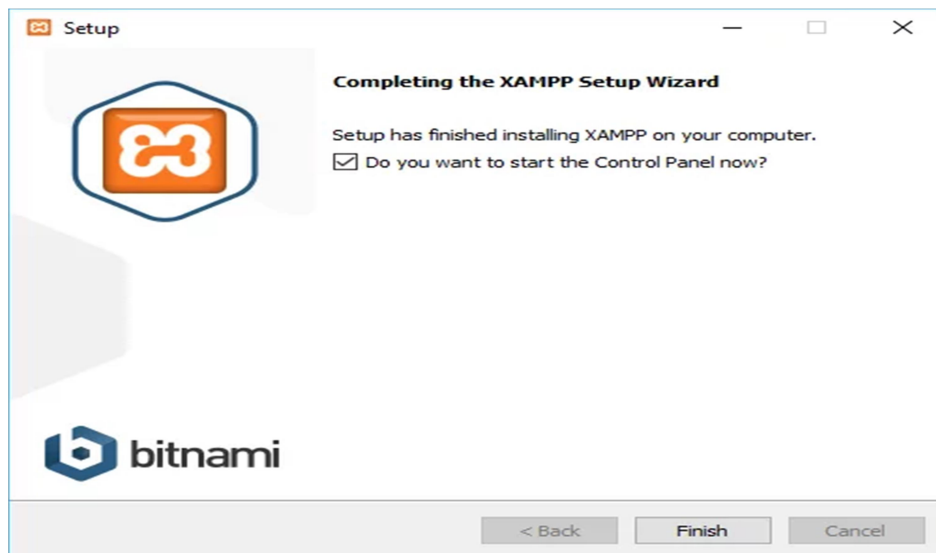 Setup
Completing the XAMPP Setup Wizard
Setup has finished installing XAMPP on your computer.
Do you want to start the Control Panel now?
bitnami
< Back
Finish
Cancel